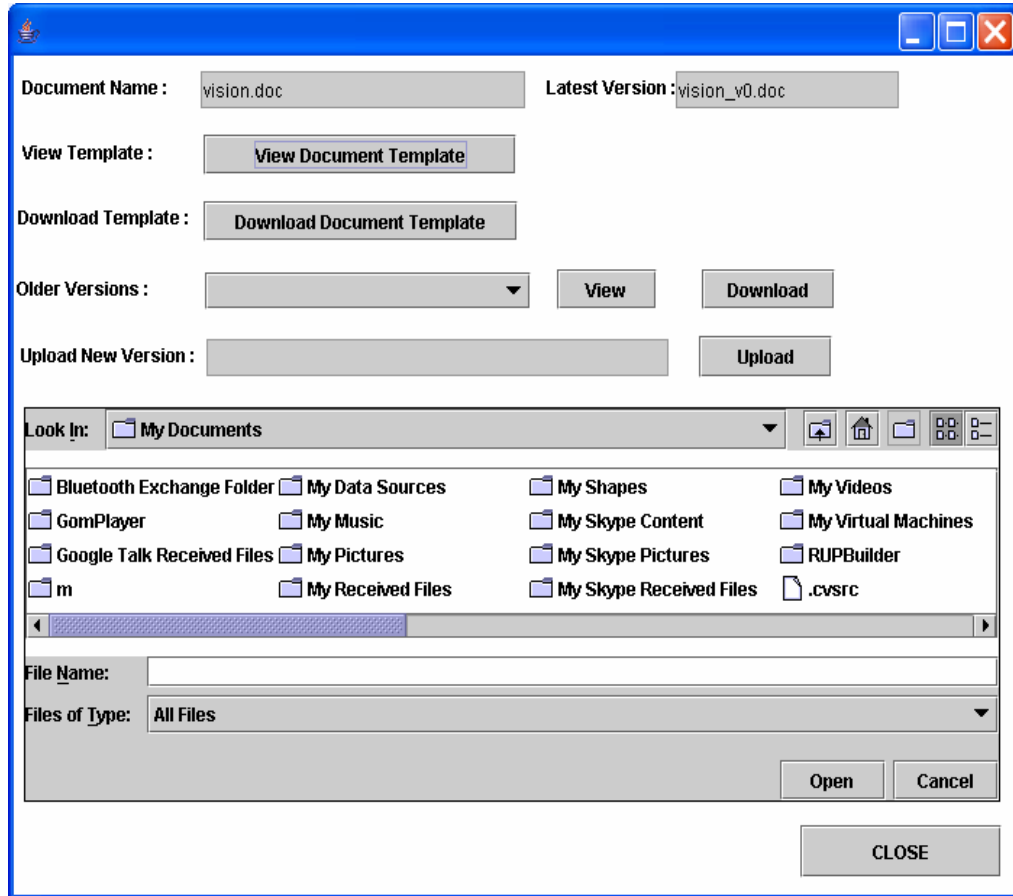 Document Name : vision.doc Latest Version : vision_v0.doc
View Template : View Document Template
Download Template : Download Document Template
Older Versions : View Download
Upload New Version : Upload
Look In: My Documents
Bluetooth Exchange Folder My Data Sources My Shapes My Videos
GomPlayer My Music My Skype Content My Virtual Machines
Google Talk Received Files My Pictures My Skype Pictures RUPBuilder
m My Received Files My Skype Received Files .cvsrc
File Name:
Files of Type: All Files
Open Cancel
CLOSE